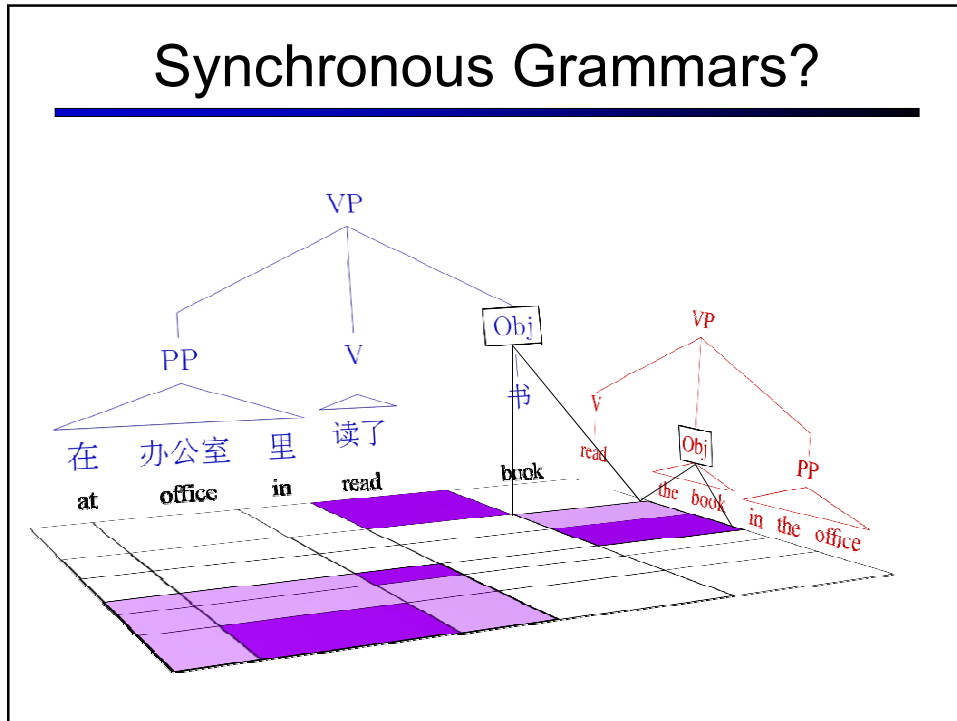 Synchronous Grammars?
VP
PP V Obj
在 办公室 里 读了 书
at office in read book
VP
V Obj PP
read the book in the office